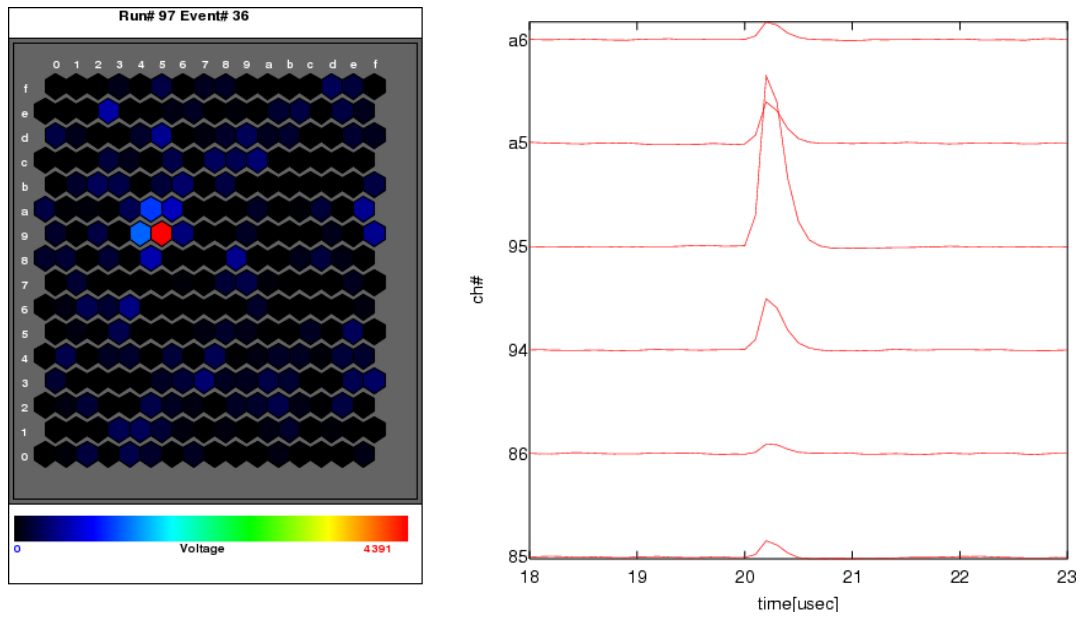 Run# 97 Event# 36
0 1 2 3 4 5 6 7 8 9 a b c d e f
f
e
d
c
b
a
9
8
7
6
5
4
3
2
1
0
0 Voltage 4391
a6
a5
95
94
86
85
ch#
18 19 20 21 22 23
time[usec]